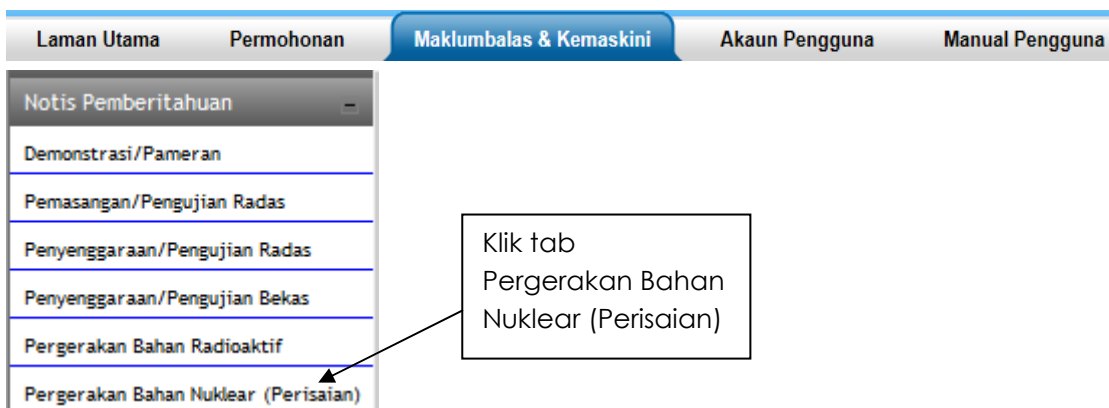 Laman Utama Permohonan Maklumbalas & Kemaskini Akaun Pengguna Manual Pengguna
Notis Pemberitahuan
Demonstrasi/Pameran
Pemasangan/Pengujian Radas
Penyenggaraan/Pengujian Radas
Penyenggaraan/Pengujian Bekas
Pergerakan Bahan Radioaktif
Pergerakan Bahan Nuklear (Perisaian)
Klik tab
Pergerakan Bahan
Nuklear (Perisaian)